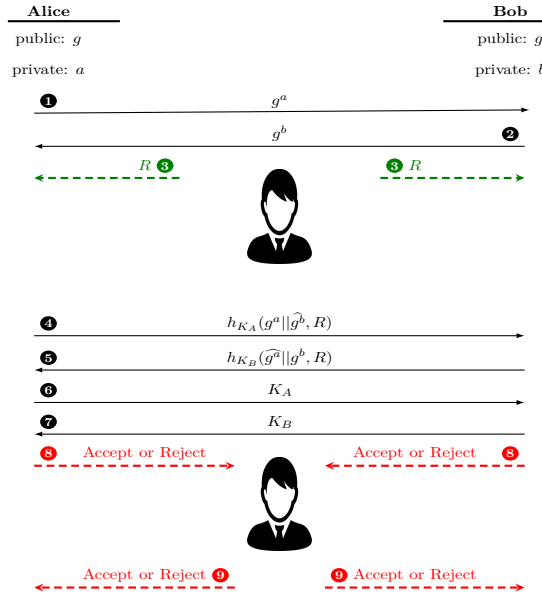 Alice Bob
public: g public: g
private: a private: b
1 g^a
g^b 2
R 3 3 R
4 h_{K_A}(g^a||\widehat{g^b}, R)
5 h_{K_B}(\widehat{g^a}||g^b, R)
6 K_A
7 K_B
8 Accept or Reject Accept or Reject 8
Accept or Reject 9 9 Accept or Reject